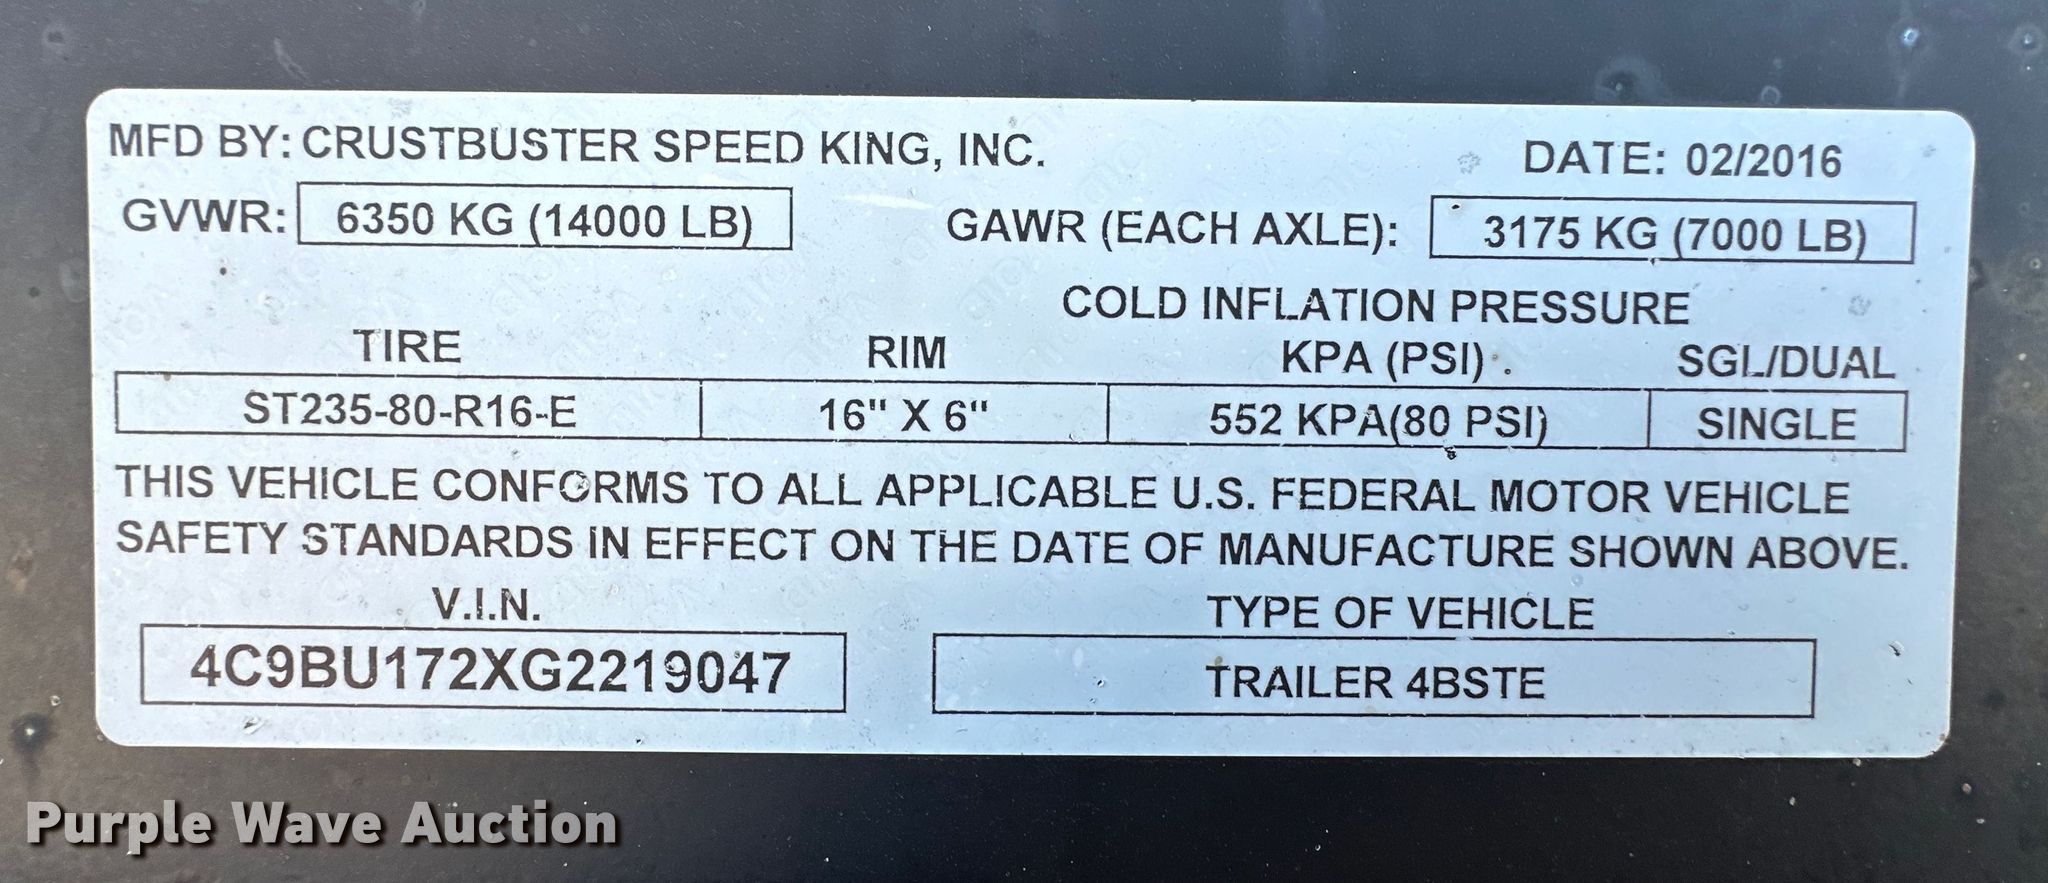 MFD BY: CRUSTBUSTER SPEED KING, INC. DATE: 02/2016
GVWR: 6350 KG (14000 LB) GAWR (EACH AXLE): 3175 KG (7000 LB)
COLD INFLATION PRESSURE
TIRE RIM KPA (PSI) SGL/DUAL
ST235-80-R16-E 16" X 6" 552 KPA(80 PSI) SINGLE
THIS VEHICLE CONFORMS TO ALL APPLICABLE U.S. FEDERAL MOTOR VEHICLE
SAFETY STANDARDS IN EFFECT ON THE DATE OF MANUFACTURE SHOWN ABOVE.
V.I.N. TYPE OF VEHICLE
4C9BU172XG2219047 TRAILER 4BSTE
Purple Wave Auction